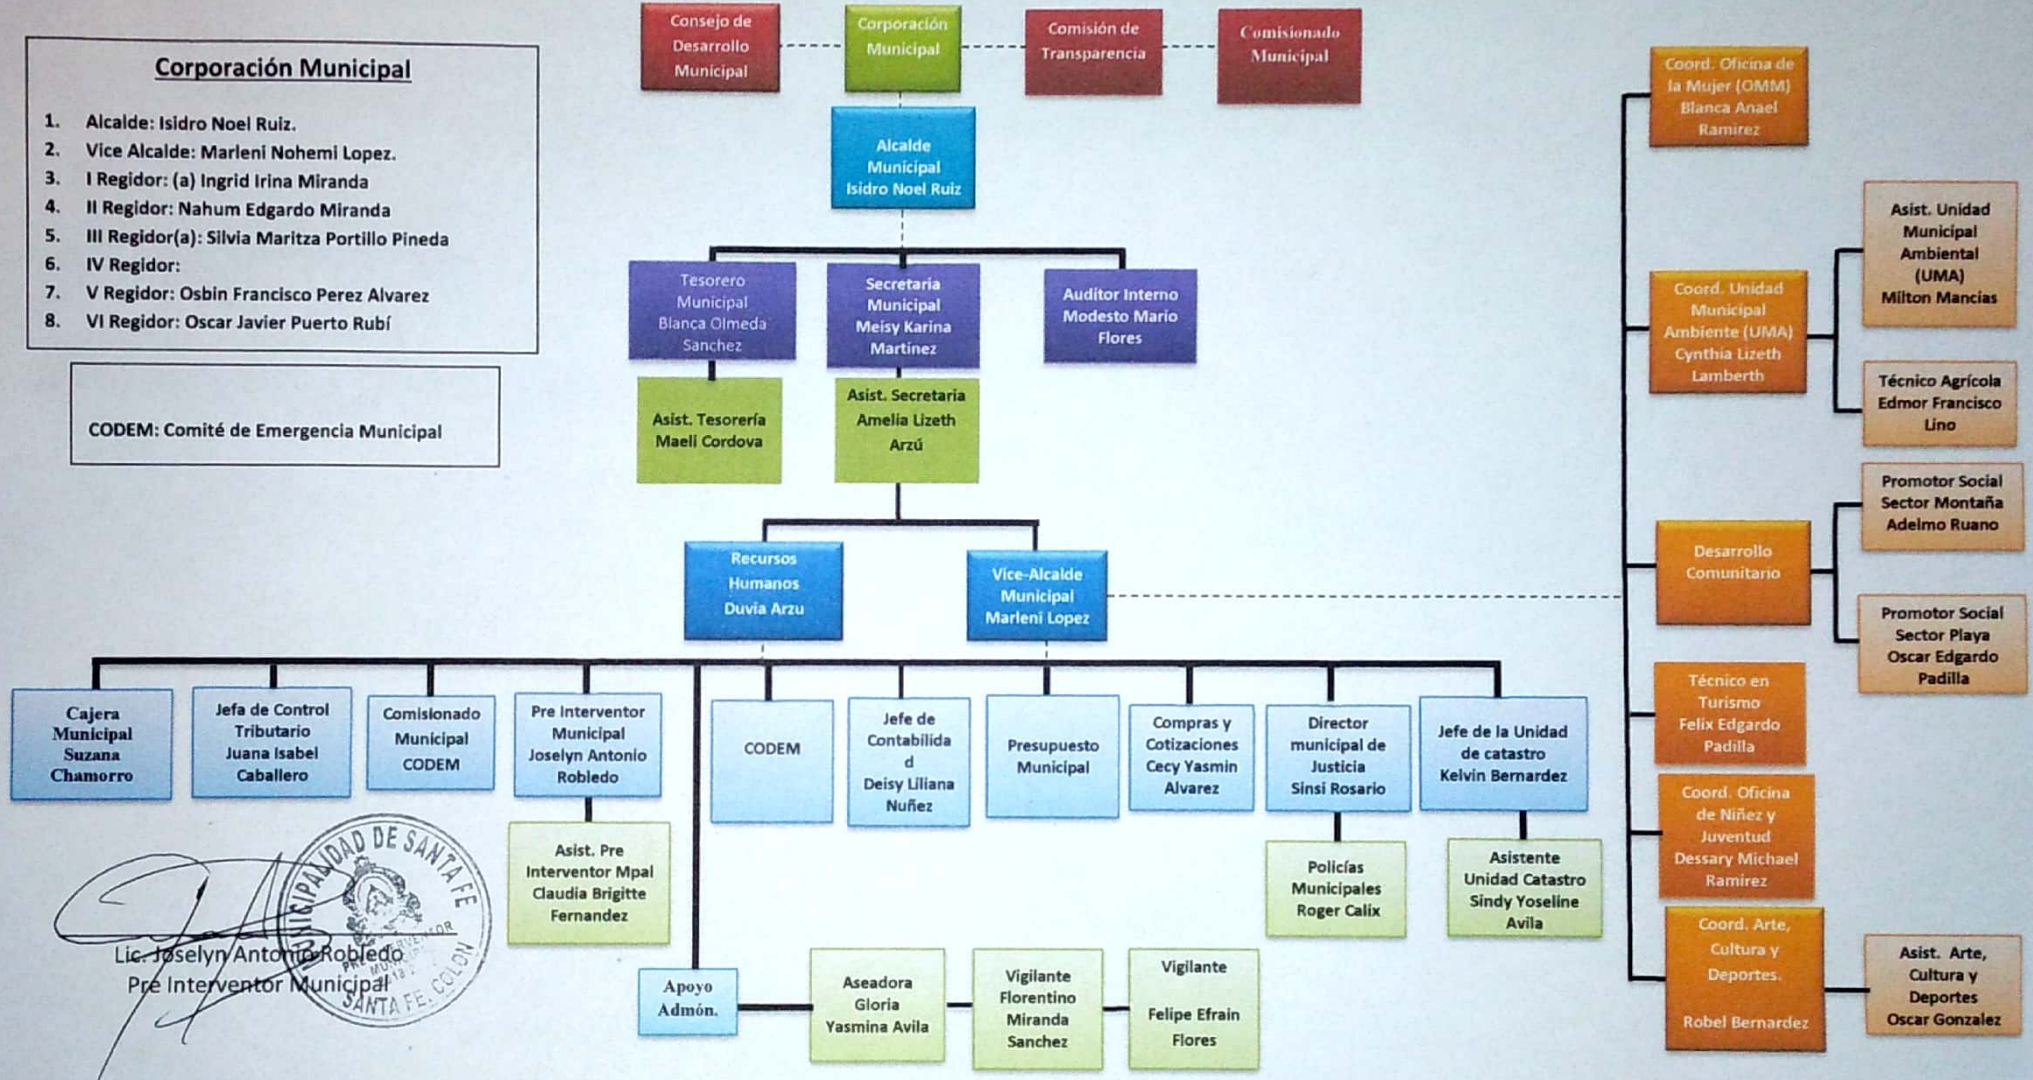 Corporación Municipal
1. Alcalde: Isidro Noel Ruiz.
2. Vice Alcalde: Marleni Nohemi Lopez.
3. I Regidor: (a) Ingrid Irina Miranda
4. II Regidor: Nahum Edgardo Miranda
5. III Regidor(a): Silvia Maritza Portillo Pineda
6. IV Regidor:
7. V Regidor: Osbin Francisco Perez Alvarez
8. VI Regidor: Oscar Javier Puerto Rubí
CODEM: Comité de Emergencia Municipal
Consejo de
Desarrollo
Municipal
Corporación
Municipal
Comisión de
Transparencia
Comisionado
Municipal
Alcalde
Municipal
Isidro Noel Ruiz
Tesorero
Municipal
Blanca Olmeda
Sanchez
Secretaria
Municipal
Meisy Karina
Martinez
Auditor Interno
Modesto Mario
Flores
Asist. Tesorería
Maeli Cordova
Asist. Secretaria
Amelia Lizeth
Arzú
Recursos
Humanos
Duvia Arzu
Vice-Alcalde
Municipal
Marleni Lopez
Cajera
Municipal
Suzana
Chamorro
Jefa de Control
Tributario
Juana Isabel
Caballero
Comisionado
Municipal
CODEM
Pre Interventor
Municipal
Joselyn Antonio
Robledo
CODEM
Jefe de
Contabilida
d
Deisy Liliana
Nuñez
Presupuesto
Municipal
Compras y
Cotizaciones
Cecy Yasmin
Alvarez
Director
municipal de
Justicia
Sinsi Rosario
Jefe de la Unidad
de catastro
Kelvin Bernardez
Asist. Pre
Interventor Mpal
Claudia Brigitte
Fernandez
Policías
Municipales
Roger Calix
Asistente
Unidad Catastro
Sindy Yoseline
Avila
Apoyo
Admón.
Aseadora
Gloria
Yasmina Avila
Vigilante
Florentino
Miranda
Sanchez
Vigilante
Felipe Efrain
Flores
Coord. Oficina de
la Mujer (OMM)
Blanca Anael
Ramirez
Coord. Unidad
Municipal
Ambiente (UMA)
Cynthia Lizeth
Lamberth
Asist. Unidad
Municipal
Ambiental
(UMA)
Milton Mancias
Técnico Agrícola
Edmor Francisco
Lino
Desarrollo
Comunitario
Promotor Social
Sector Montaña
Adelmo Ruano
Promotor Social
Sector Playa
Oscar Edgardo
Padilla
Técnico en
Turismo
Felix Edgardo
Padilla
Coord. Oficina
de Niñez y
Juventud
Dessary Michael
Ramirez
Coord. Arte,
Cultura y
Deportes.
Robel Bernardez
Asist. Arte,
Cultura y
Deportes
Oscar Gonzalez
Lic. Joselyn Antonio Robledo
Pre Interventor Municipal
MUNICIPALIDAD DE SANTA FE
SANTA FE, COLON